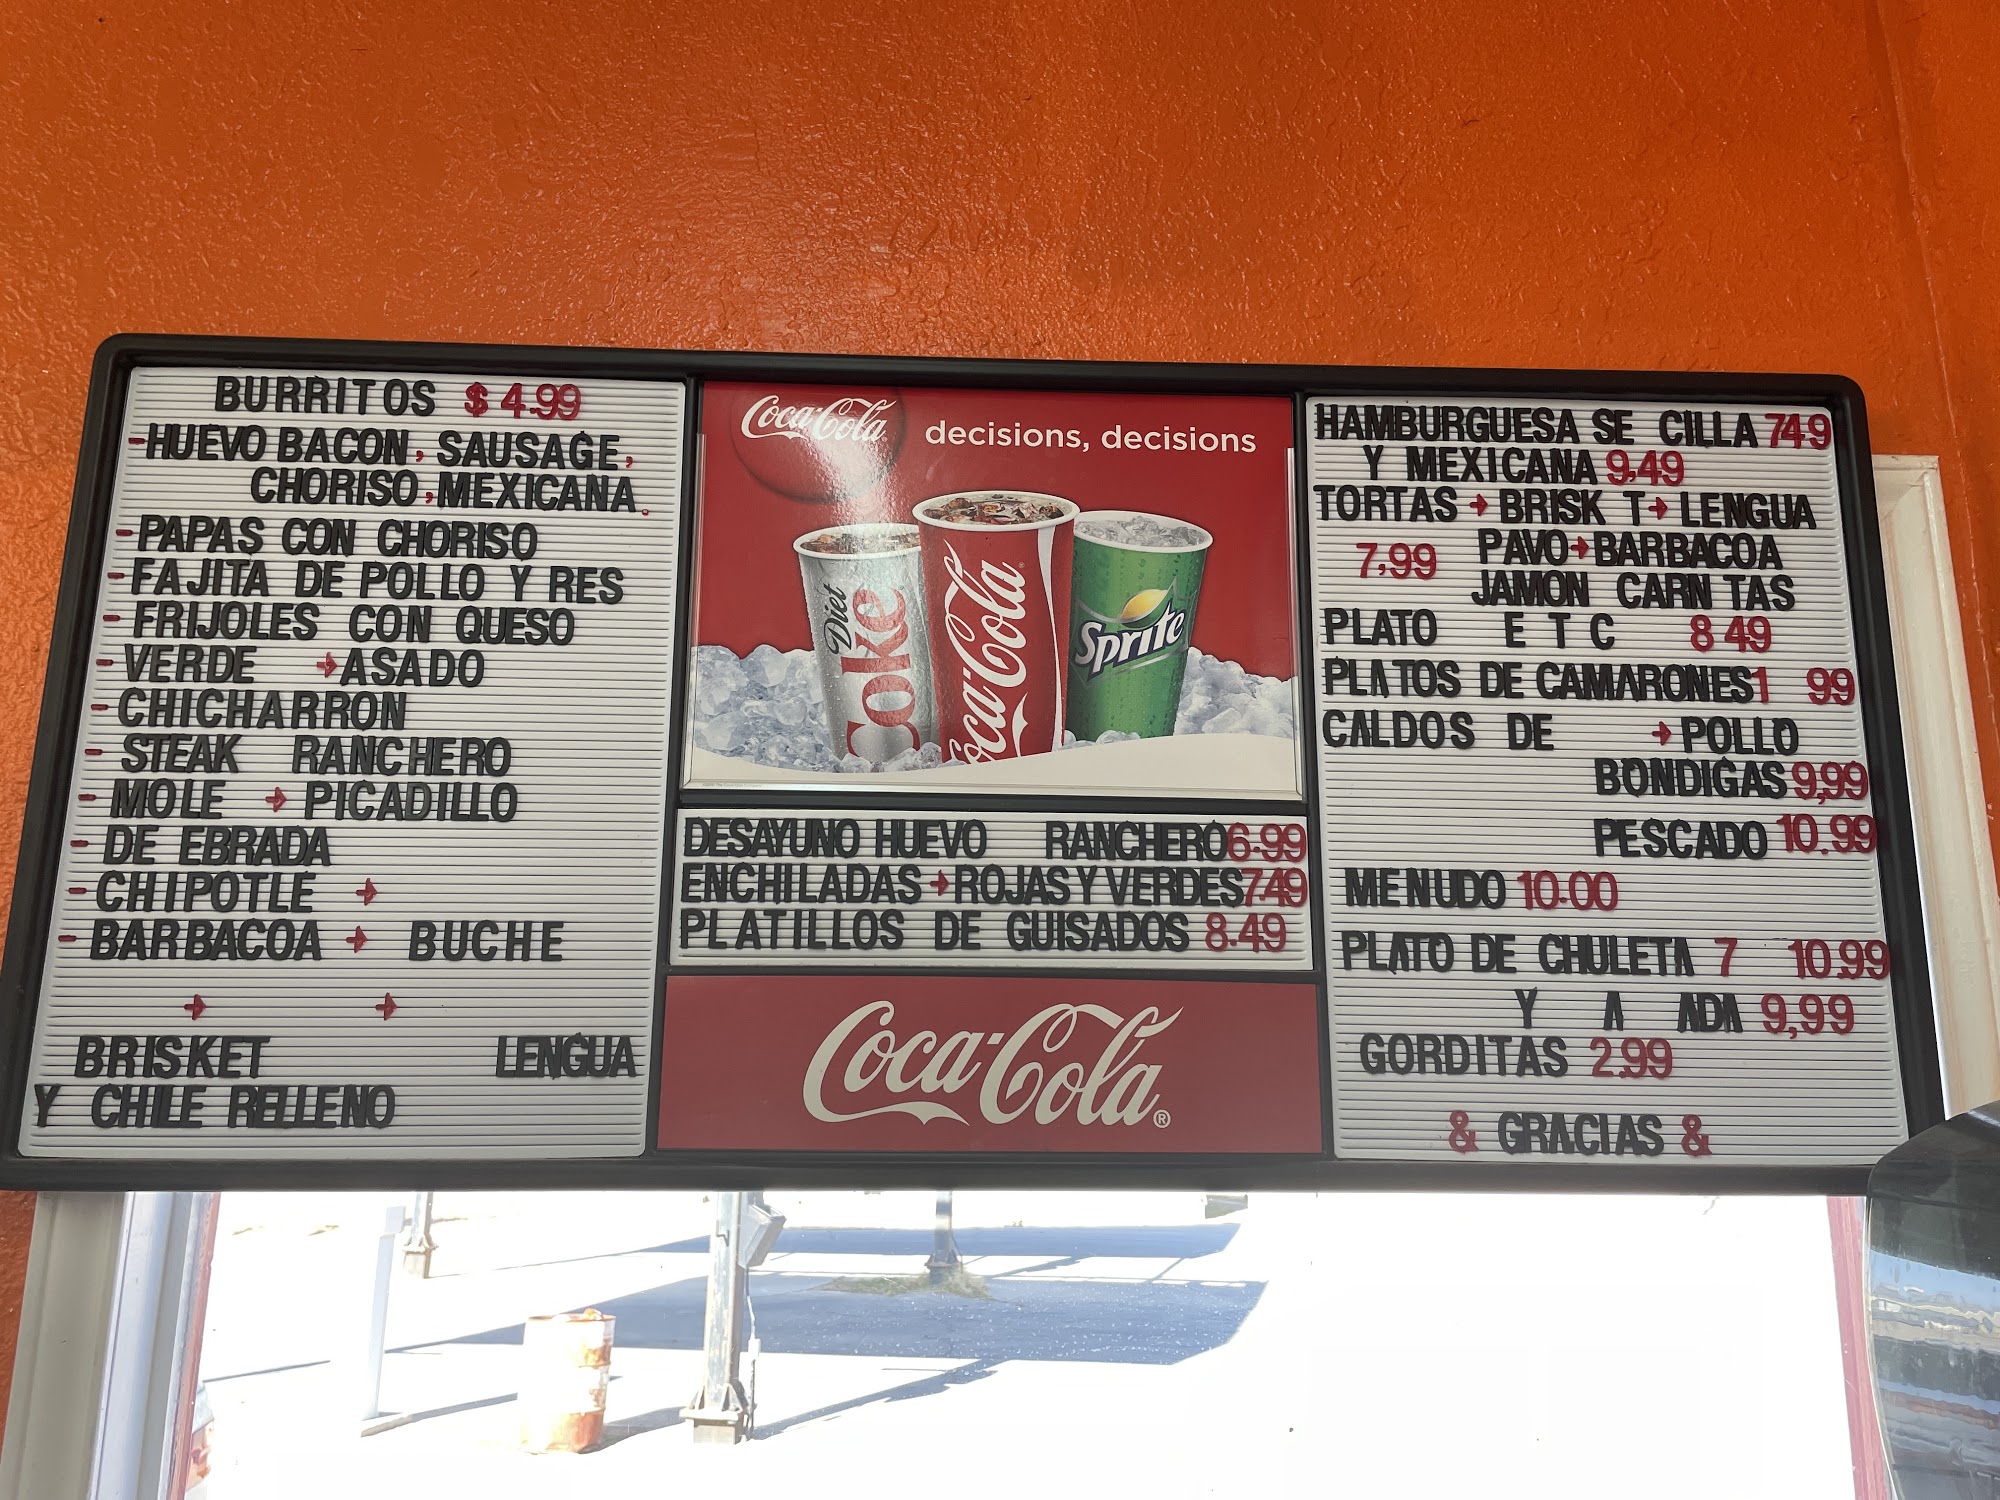 BURRITOS $ 4.99
-HUEVO BACON, SAUSAGE,
CHORISO, MEXICANA.
-PAPAS CON CHORISO
-FAJITA DE POLLO Y RES
-FRIJOLES CON QUESO
-VERDE → ASADO
-CHICHARRON
-STEAK RANCHERO
-MOLE → PICADILLO
-DE EBRADA
-CHIPOTLE →
-BARBACOA → BUCHE
→ →
BRISKET LENGUA
Y CHILE RELLENO
Coca-Cola decisions, decisions
Diet Coke
Coca-Cola
Sprite
DESAYUNO HUEVO RANCHERO 6.99
ENCHILADAS → ROJAS Y VERDES 7.49
PLATILLOS DE GUISADOS 8.49
Coca-Cola®
HAMBURGUESA SE CILLA 749
Y MEXICANA 9,49
TORTAS → BRISK T → LENGUA
7,99 PAVO → BARBACOA
JAMON CARN TAS
PLATO E T C 8 49
PLATOS DE CAMARONES 1 99
CALDOS DE → POLLO
BONDIGAS 9,99
PESCADO 10.99
MENUDO 10.00
PLATO DE CHULETA 7 10.99
Y A ADA 9,99
GORDITAS 2.99
& GRACIAS &